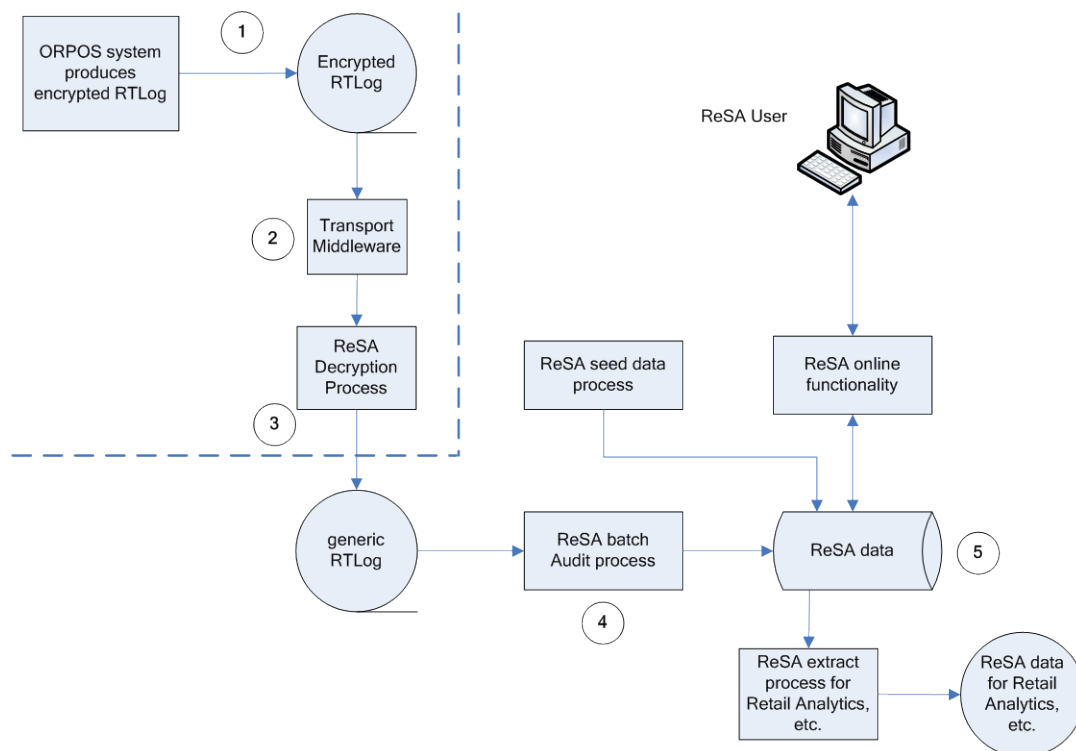 1
ORPOS system
produces
encrypted RTLog
Encrypted
RTLog
ReSA User
2
Transport
Middleware
ReSA
Decryption
Process
3
ReSA seed data
process
ReSA online
functionality
generic
RTLog
ReSA batch
Audit process
4
ReSA data
5
ReSA extract
process for
Retail Analytics,
etc.
ReSA data
for Retail
Analytics,
etc.